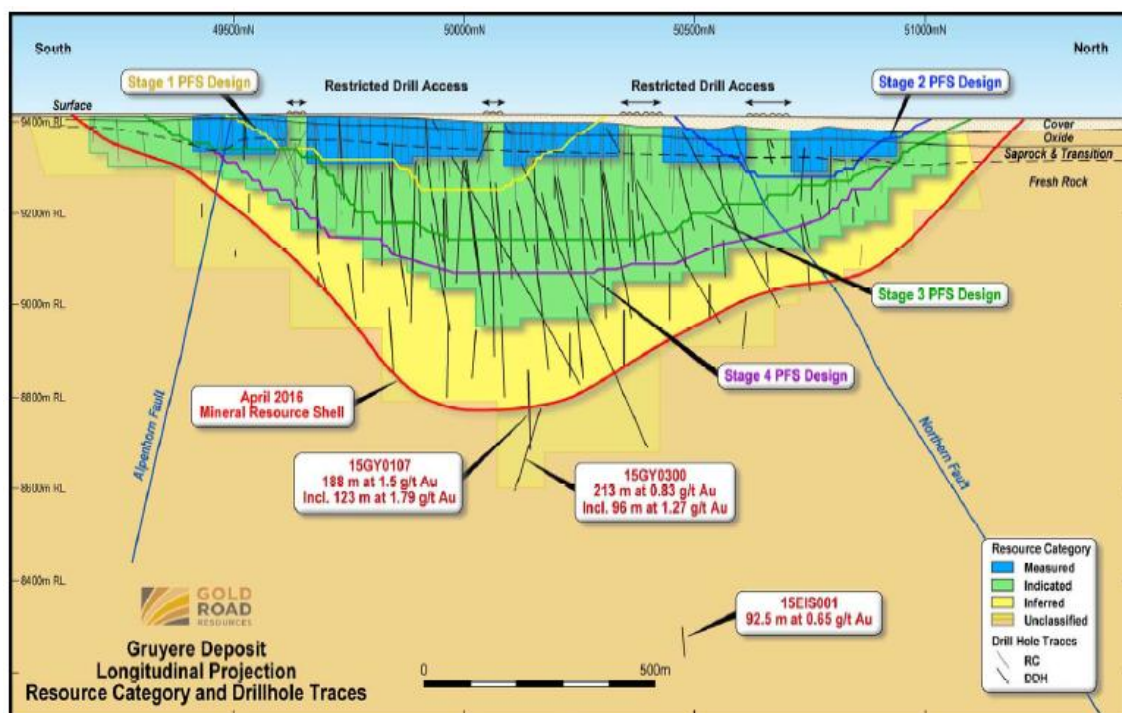 49500mN
50000mN
50500mN
51000mN
South
North
Stage 1 PFS Design
Restricted Drill Access
Restricted Drill Access
Stage 2 PFS Design
Surface
9400m RL
Cover
Oxide
Saprock & Transition
Fresh Rock
9200m RL
9000m RL
Stage 3 PFS Design
Stage 4 PFS Design
8800m RL
April 2016
Mineral Resource Shell
Alpenhorn Fault
Northern Fault
15GY0107
188 m at 1.5 g/t Au
Incl. 123 m at 1.79 g/t Au
15GY0300
213 m at 0.83 g/t Au
Incl. 96 m at 1.27 g/t Au
8600m RL
8400m RL
Resource Category
Measured
Indicated
Inferred
Unclassified
Drill Hole Traces
RC
DDH
GOLD
ROAD
RESOURCES
15EIS001
92.5 m at 0.65 g/t Au
Gruyere Deposit
Longitudinal Projection
Resource Category and Drillhole Traces
0
500m